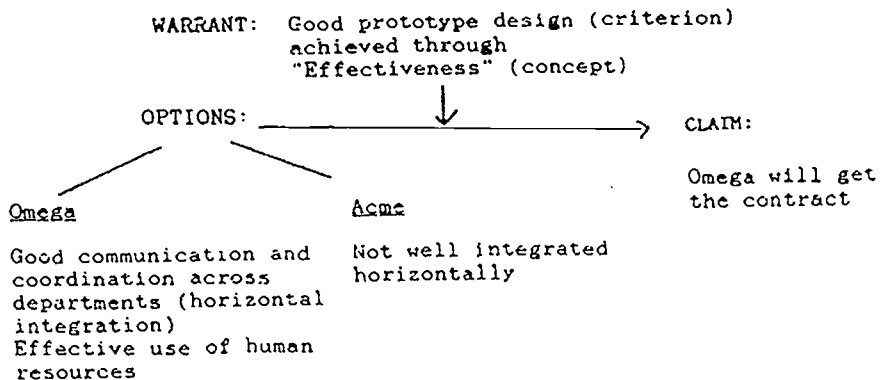 WARRANT: Good prototype design (criterion)
achieved through
"Effectiveness" (concept)
OPTIONS:
CLAIM:
Omega will get
the contract
Omega
Good communication and
coordination across
departments (horizontal
integration)
Effective use of human
resources
Acme
Not well integrated
horizontally